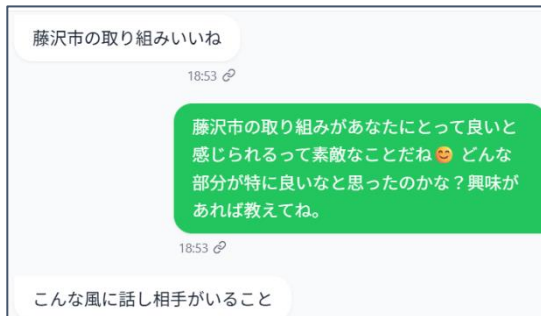 藤沢市の取り組みいいね
18:53
藤沢市の取り組みがあなたにとって良いと
感じられるって素敵なことだね😊 どんな
部分が特に良いなと思ったのかな？興味が
あれば教えてね。
18:53
こんな風に話し相手がいること